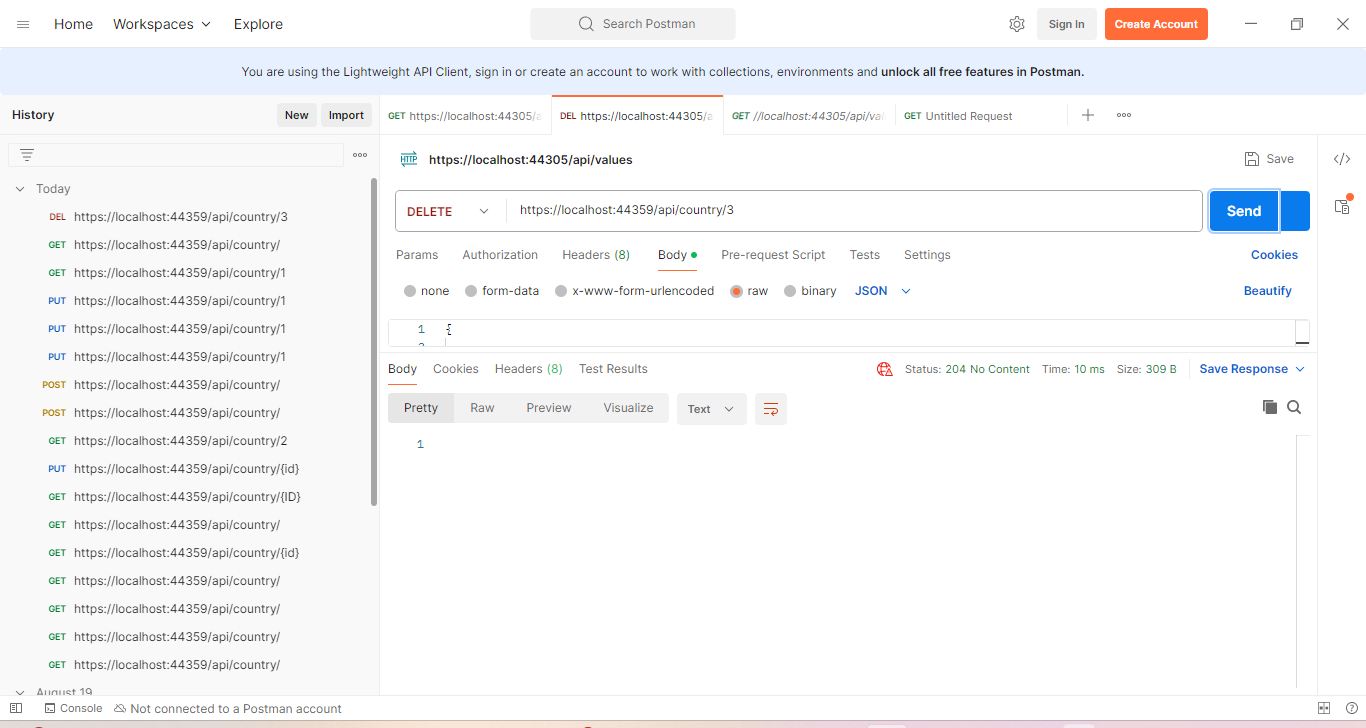 Home Workspaces Explore Search Postman Sign In Create Account
You are using the Lightweight API Client, sign in or create an account to work with collections, environments and unlock all free features in Postman.
History New Import
GET https://localhost:44305/a DEL https://localhost:44305/a GET //localhost:44305/api/val GET Untitled Request
HTTP https://localhost:44305/api/values Save </>
Today
DEL https://localhost:44359/api/country/3
GET https://localhost:44359/api/country/
GET https://localhost:44359/api/country/1
PUT https://localhost:44359/api/country/1
PUT https://localhost:44359/api/country/1
PUT https://localhost:44359/api/country/1
POST https://localhost:44359/api/country/
POST https://localhost:44359/api/country/
GET https://localhost:44359/api/country/2
PUT https://localhost:44359/api/country/{id}
GET https://localhost:44359/api/country/{ID}
GET https://localhost:44359/api/country/
GET https://localhost:44359/api/country/{id}
GET https://localhost:44359/api/country/
GET https://localhost:44359/api/country/
GET https://localhost:44359/api/country/
GET https://localhost:44359/api/country/
August 19
DELETE https://localhost:44359/api/country/3 Send
Params Authorization Headers (8) Body Pre-request Script Tests Settings Cookies
none form-data x-www-form-urlencoded raw binary JSON Beautify
1 {
2
Body Cookies Headers (8) Test Results Status: 204 No Content Time: 10 ms Size: 309 B Save Response
Pretty Raw Preview Visualize Text
1
Console Not connected to a Postman account